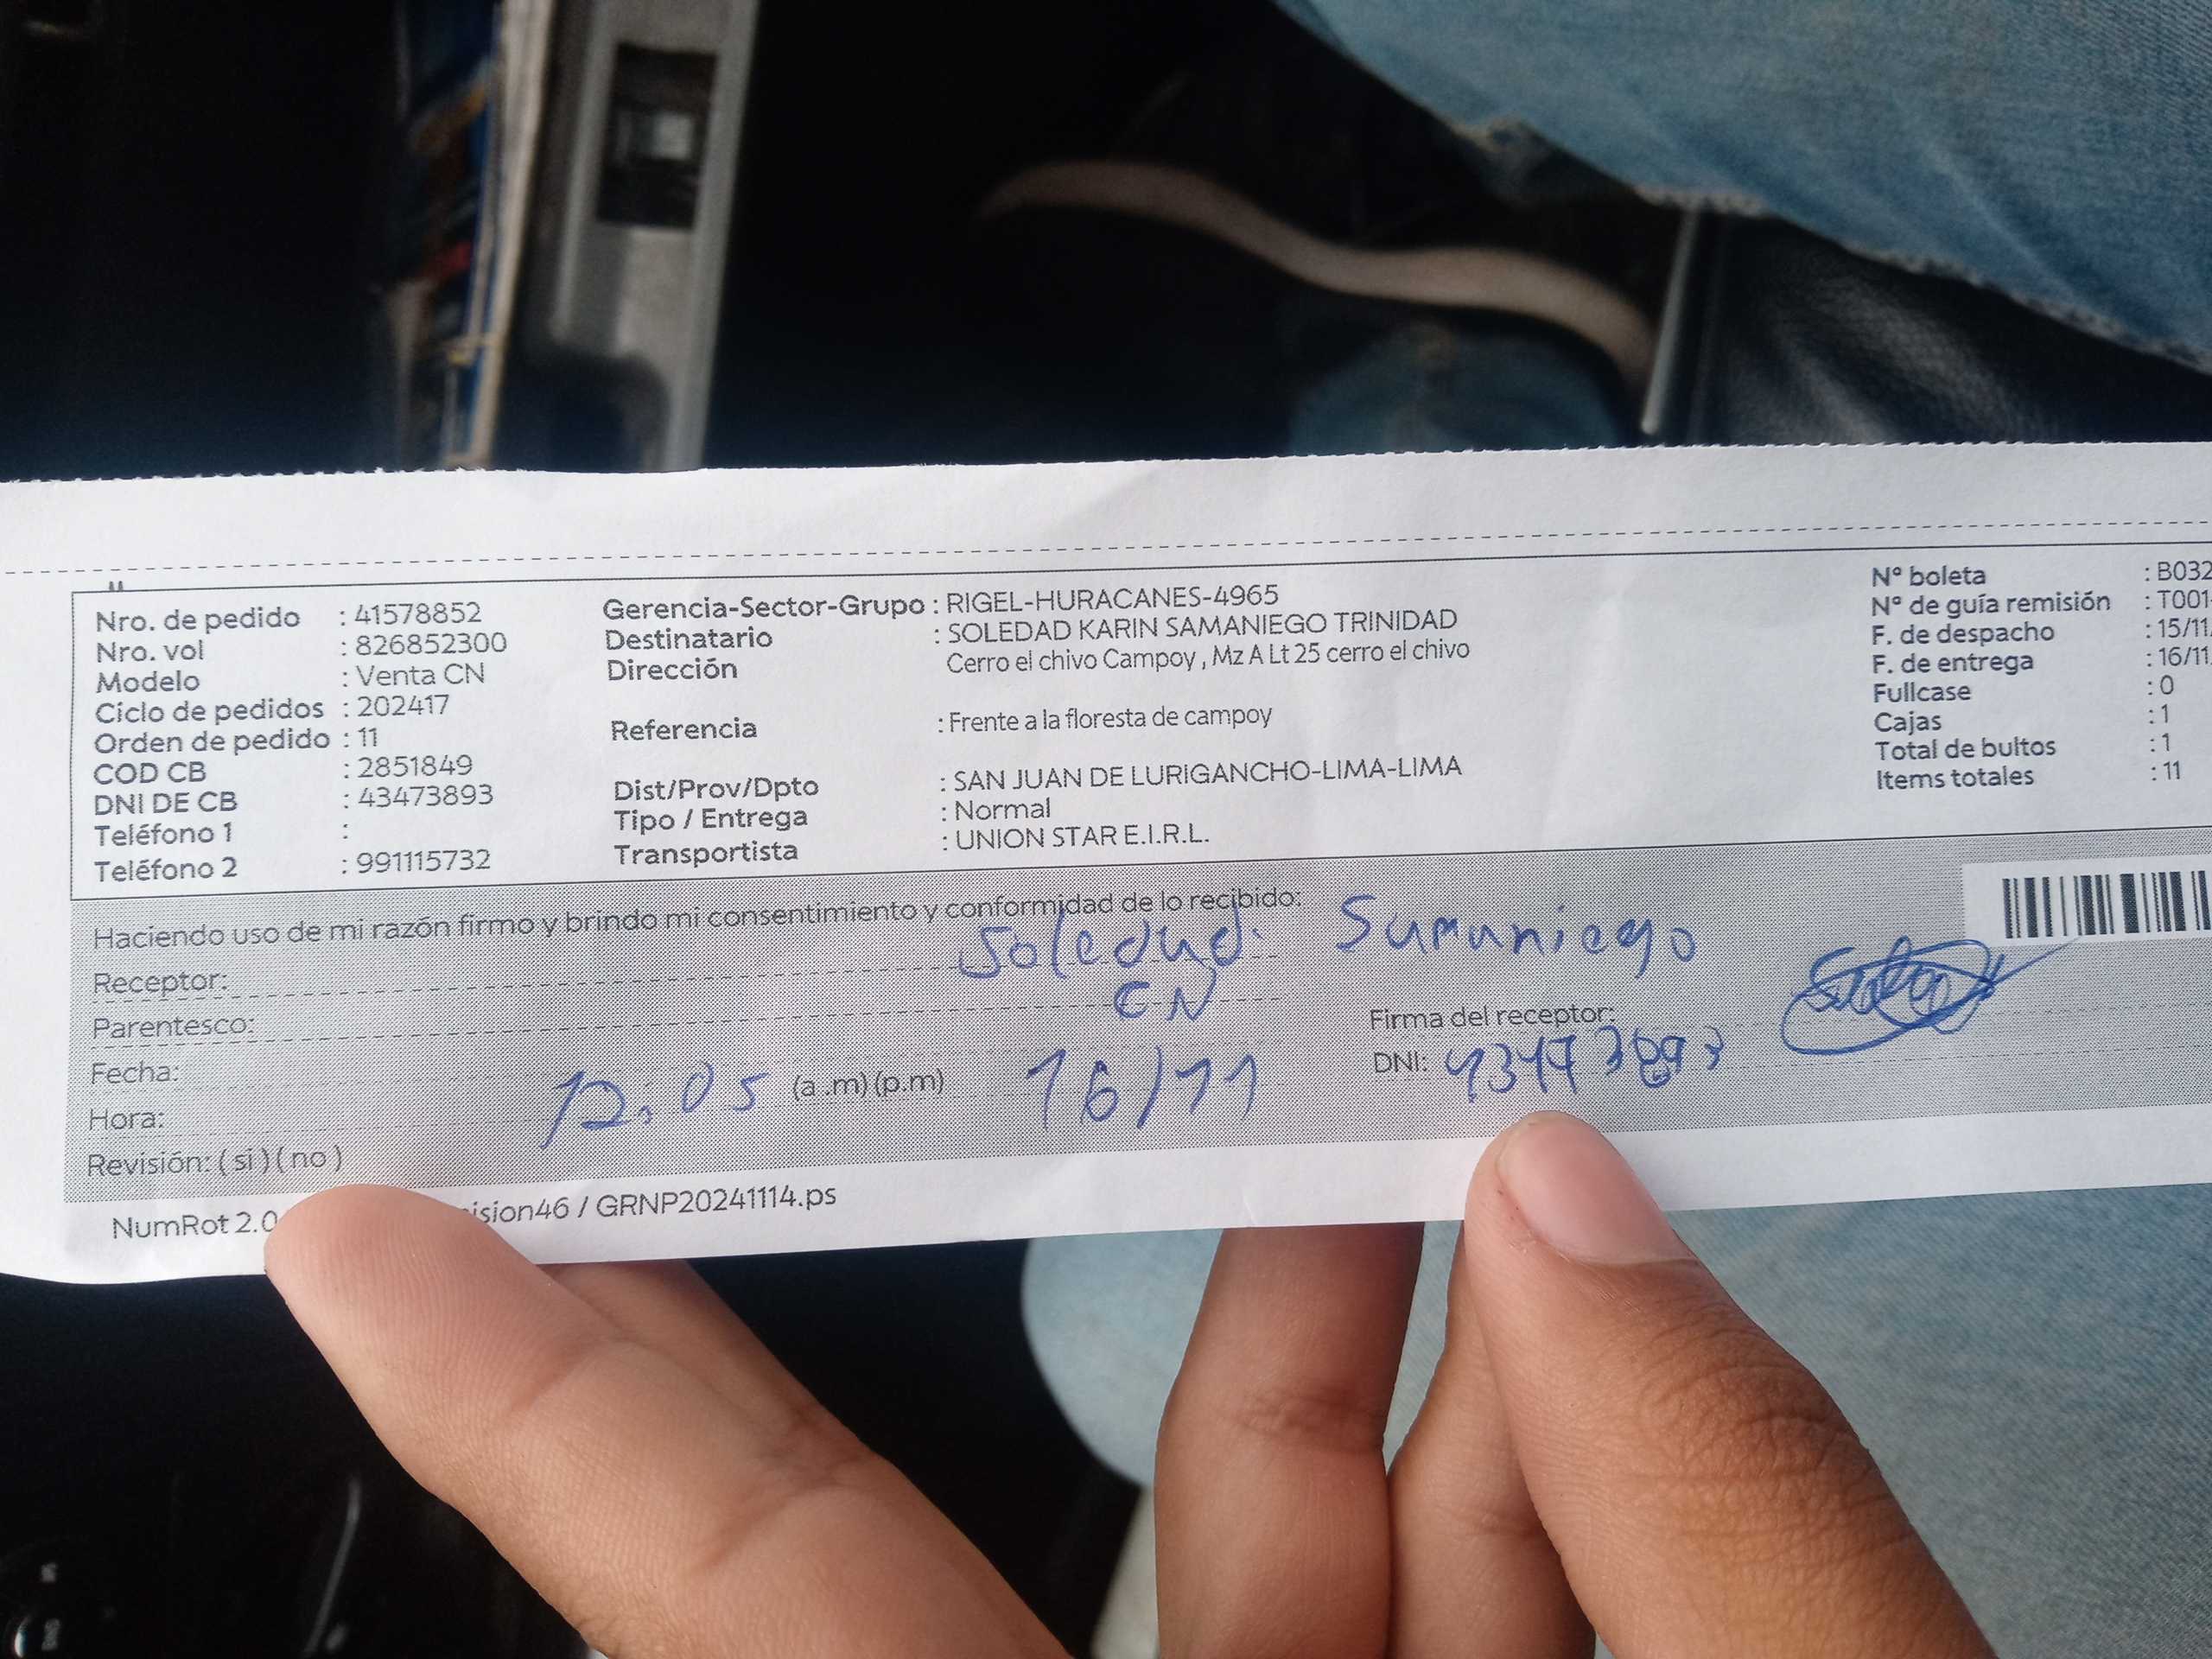 Nro. de pedido : 41578852
Nro. vol : 826852300
Modelo : Venta CN
Ciclo de pedidos : 202417
Orden de pedido : 11
COD CB : 2851849
DNI DE CB : 43473893
Teléfono 1 :
Teléfono 2 : 991115732
Gerencia-Sector-Grupo : RIGEL-HURACANES-4965
Destinatario : SOLEDAD KARIN SAMANIEGO TRINIDAD
Dirección Cerro el chivo Campoy , Mz A Lt 25 cerro el chivo
Referencia : Frente a la floresta de campoy
Dist/Prov/Dpto : SAN JUAN DE LURIGANCHO-LIMA-LIMA
Tipo / Entrega : Normal
Transportista : UNION STAR E.I.R.L.
N° boleta : B032
N° de guía remisión : T001
F. de despacho : 15/11
F. de entrega : 16/11
Fullcase : 0
Cajas : 1
Total de bultos : 1
Items totales : 11
Haciendo uso de mi razón firmo y brindo mi consentimiento y conformidad de lo recibido:
Receptor: Soledad. Samaniego
Parentesco: CN
Firma del receptor:
Fecha: 16/11
DNI: 43473893
Hora: 12:05 (a .m) (p.m)
Revisión: ( si ) ( no )
NumRot 2.0 ision46 / GRNP20241114.ps